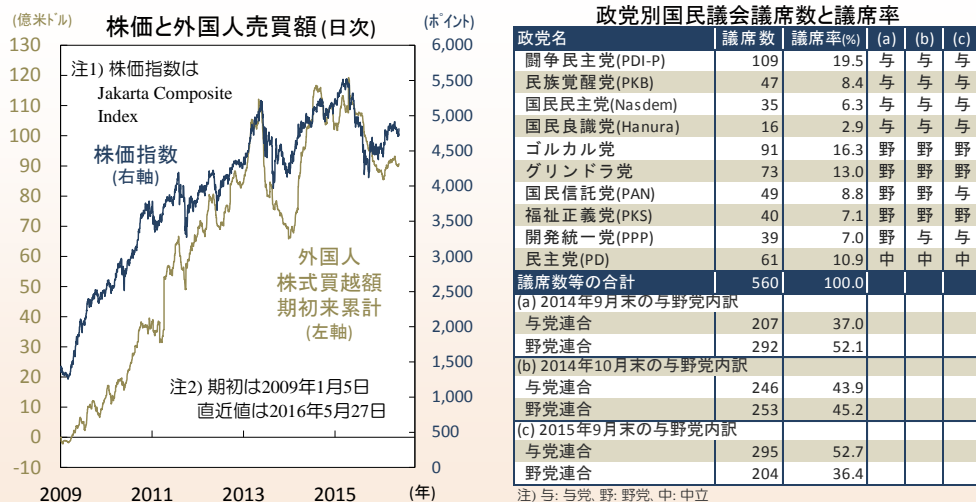 株価と外国人売買額(日次)
(億米ドル)
(ポイント)
130
120
110
100
90
80
70
60
50
40
30
20
10
0
-10
6,000
5,500
5,000
4,500
4,000
3,500
3,000
2,500
2,000
1,500
1,000
500
0
注1) 株価指数は
Jakarta Composite
Index
株価指数
(右軸)
外国人
株式買越額
期初来累計
(左軸)
注2) 期初は2009年1月5日
直近値は2016年5月27日
2009 2011 2013 2015 (年)
政党別国民議会議席数と議席率
政党名 議席数 議席率(%) (a) (b) (c)
闘争民主党(PDI-P) 109 19.5 与 与 与
民族覚醒党(PKB) 47 8.4 与 与 与
国民民主党(Nasdem) 35 6.3 与 与 与
国民良識党(Hanura) 16 2.9 与 与 与
ゴルカル党 91 16.3 野 野 野
グリンドラ党 73 13.0 野 野 野
国民信託党(PAN) 49 8.8 野 野 与
福祉正義党(PKS) 40 7.1 野 野 野
開発統一党(PPP) 39 7.0 野 与 与
民主党(PD) 61 10.9 中 中 中
議席数等の合計 560 100.0
(a) 2014年9月末の与野党内訳
与党連合 207 37.0
野党連合 292 52.1
(b) 2014年10月末の与野党内訳
与党連合 246 43.9
野党連合 253 45.2
(c) 2015年9月末の与野党内訳
与党連合 295 52.7
野党連合 204 36.4
注) 与: 与党, 野: 野党, 中: 中立